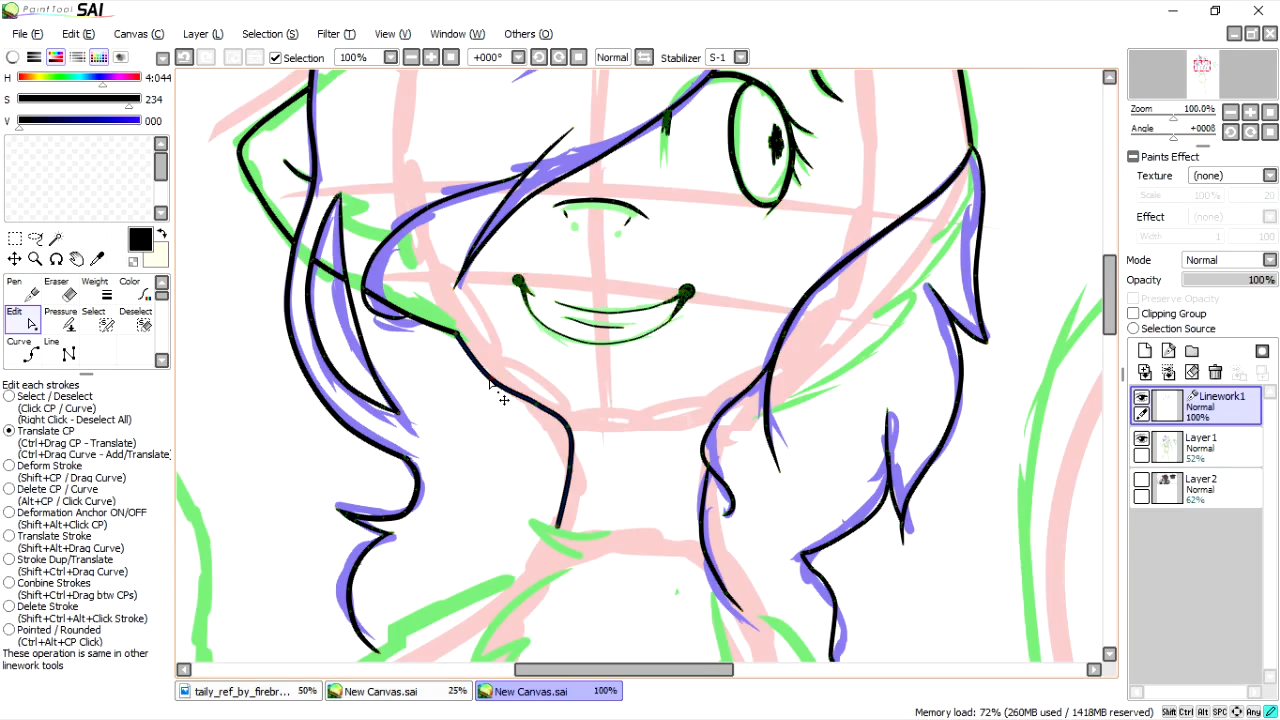 PaintTool SAI
File (F) Edit (E) Canvas (C) Layer (L) Selection (S) Filter (T) View (V) Window (W) Others (O)
Selection 100% +000° Normal Stabilizer S-1
H 4:044
S 234
V 000
Zoom 100.0%
Angle +000ß
Paints Effect
Texture (none)
Scale 100% 20
Effect (none)
Width 1 100
Mode Normal
Opacity 100%
Preserve Opacity
Clipping Group
Selection Source
Linework1
Normal
100%
Layer1
Normal
52%
Layer2
Normal
62%
Pen Eraser Weight Color
Edit Pressure Select Deselect
Curve Line
Edit each strokes
Select / Deselect
(Click CP / Curve)
(Right Click - Deselect All)
Translate CP
(Ctrl+Drag CP - Translate)
(Ctrl+Drag Curve - Add/Translate)
Deform Stroke
(Shift+CP / Drag Curve)
Delete CP / Curve
(Alt+CP / Click Curve)
Deformation Anchor ON/OFF
(Shift+Alt+Click CP)
Translate Stroke
(Shift+Alt+Drag Curve)
Stroke Dup/Translate
(Shift+Ctrl+Drag Curve)
Combine Strokes
(Shift+Ctrl+Drag btw CPs)
Delete Stroke
(Shift+Ctrl+Alt+Click Stroke)
Pointed / Rounded
(Ctrl+Alt+CP Click)
These operation is same in other
linework tools
taily_ref_by_firebr... 50% New Canvas.sai 25% New Canvas.sai 100%
Memory load: 72% (260MB used / 1418MB reserved) Shift Ctrl Alt SPC Any